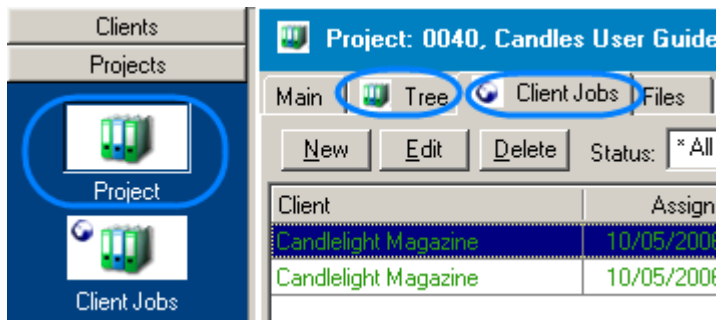 Clients
Projects
Project
Client Jobs
Project: 0040, Candles User Guide
Main Tree Client Jobs Files
New Edit Delete Status: * All
Client Assign
Candlelight Magazine 10/05/2006
Candlelight Magazine 10/05/2006